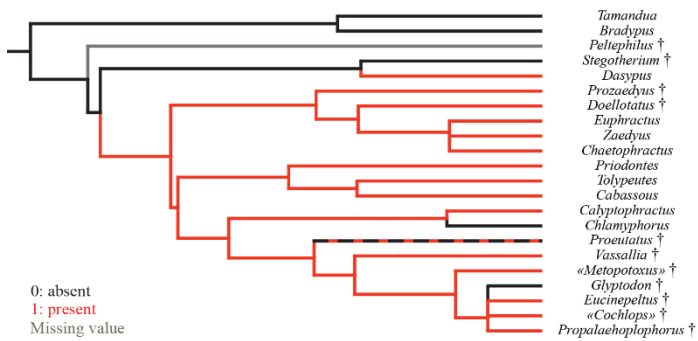 Tamandua
Bradypus
Peltephilus †
Stegotherium †
Dasypus
Prozaedyus †
Doellotatus †
Euphractus
Zaedyus
Chaetophractus
Priodontes
Tolypeutes
Cabassous
Calyptophractus
Chlamyphorus
Proeutatus †
Vassallia †
«Metopotoxus» †
Glyptodon †
Eucinepeltus †
«Cochlops» †
Propalaehoplophorus †
0: absent
1: present
Missing value